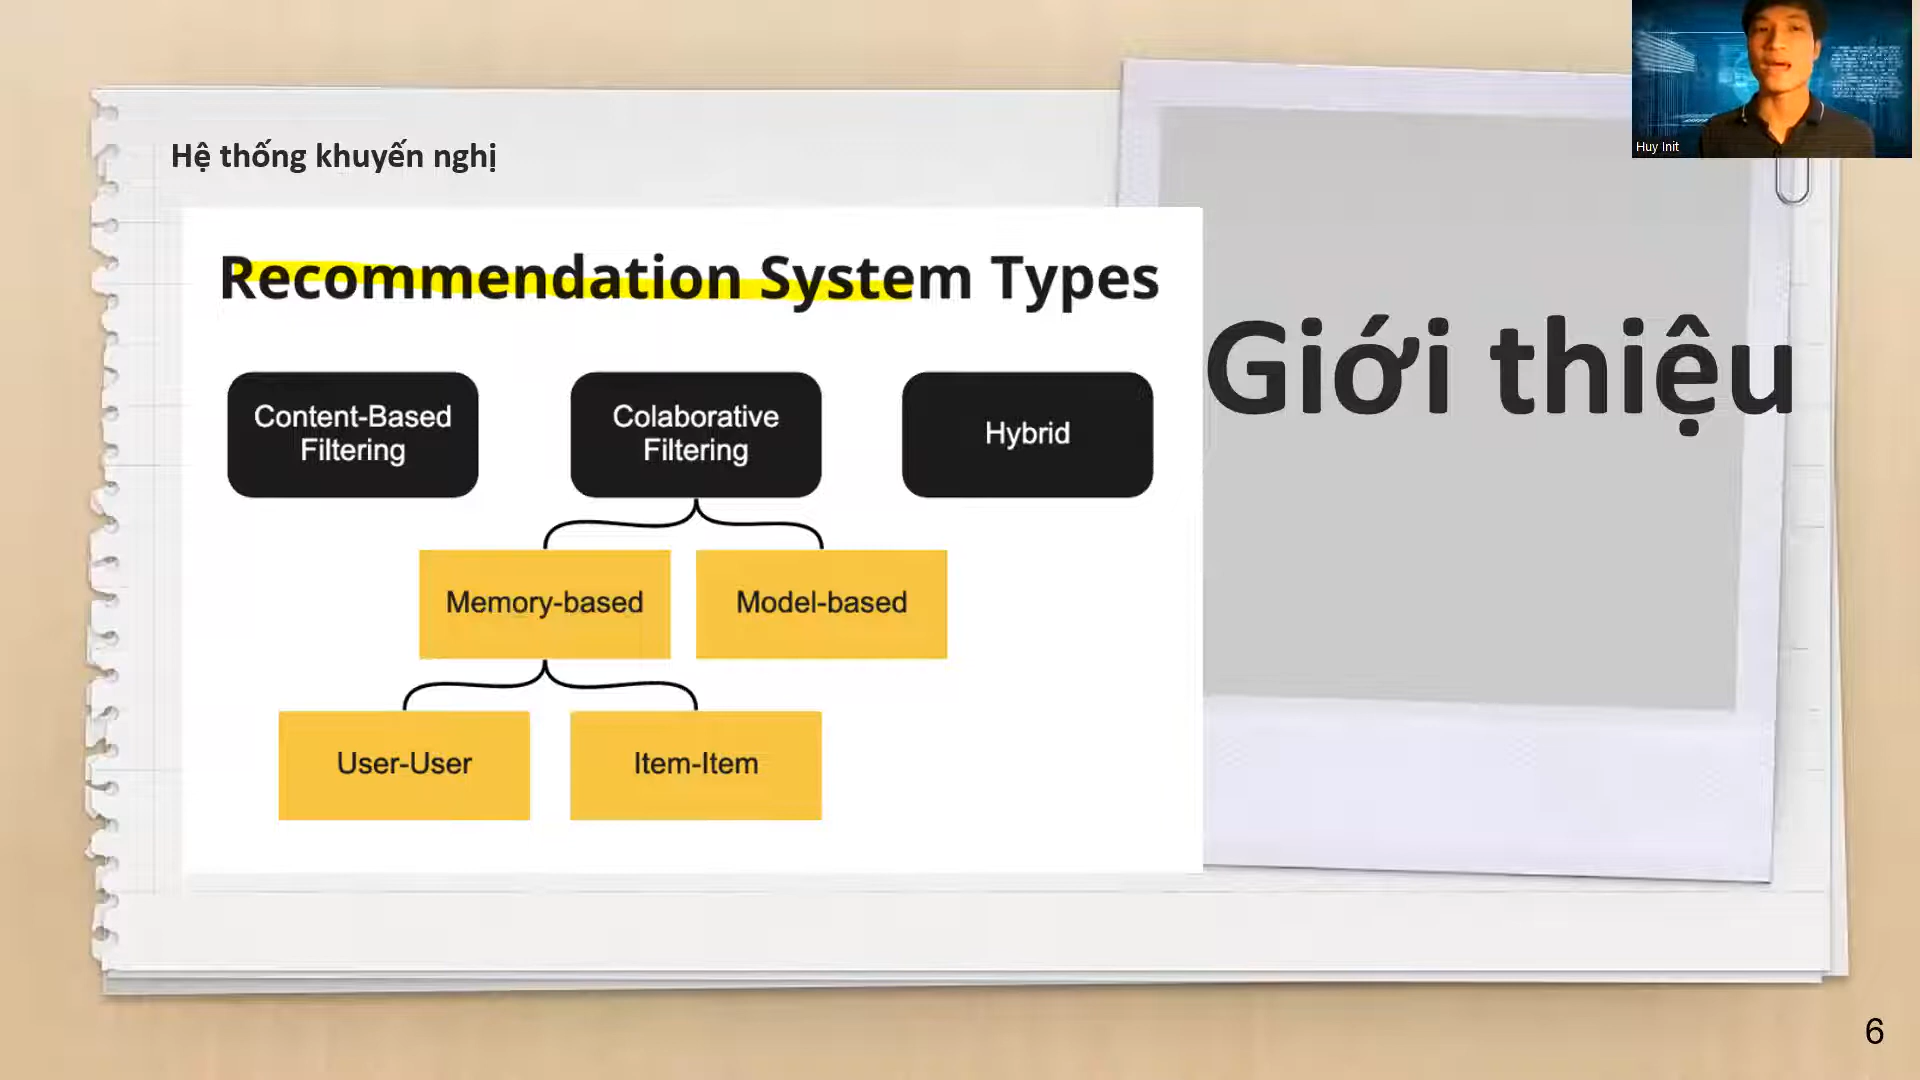 Huy Init
Hệ thống khuyến nghị
Recommendation System Types
Giới thiệu
Content-Based
Filtering
Colaborative
Filtering
Hybrid
Memory-based
Model-based
User-User
Item-Item
6